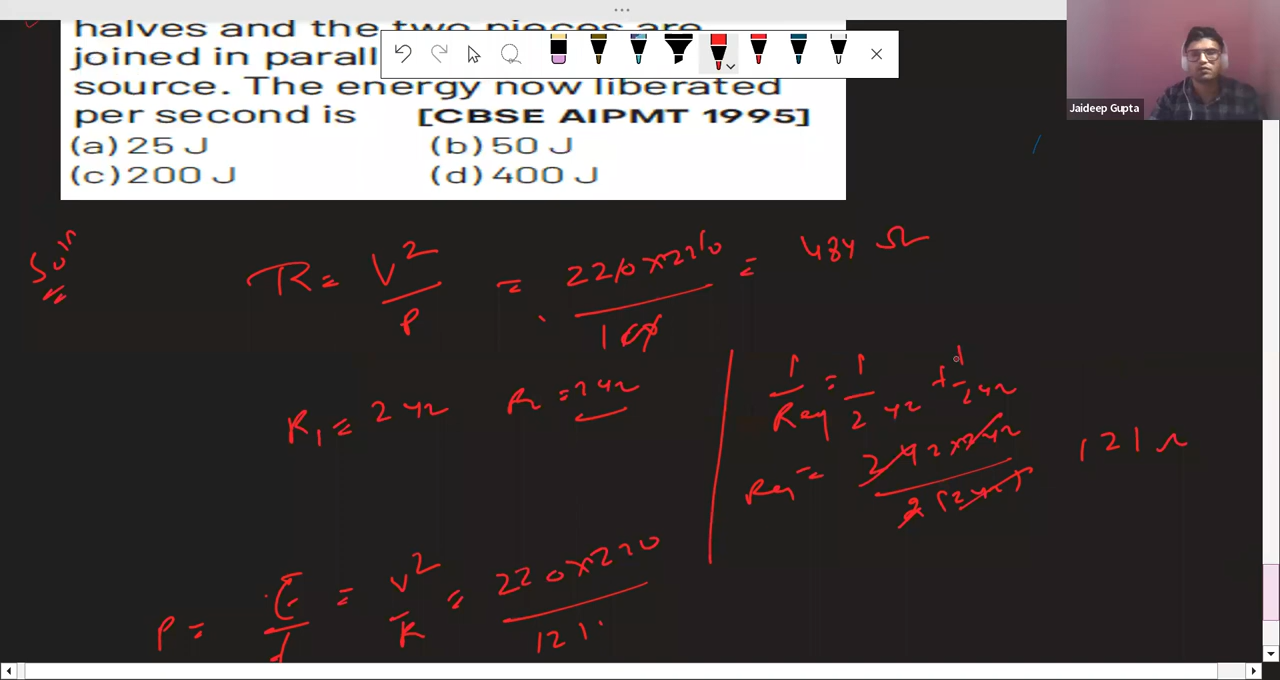 halves and the two pieces are
joined in parall
source. The energy now liberated
per second is [CBSE AIPMT 1995]
(a) 25 J (b) 50 J
(c) 200 J (d) 400 J
Jaideep Gupta
Solⁿ
R = V²/P = 220×220/100 = 484 Ω
R₁ = 242 R₂ = 242
1/Req = 1/242 + 1/242
Req = 242×242/2(242) 121 Ω
P = E/t = V²/R = 220×220/121